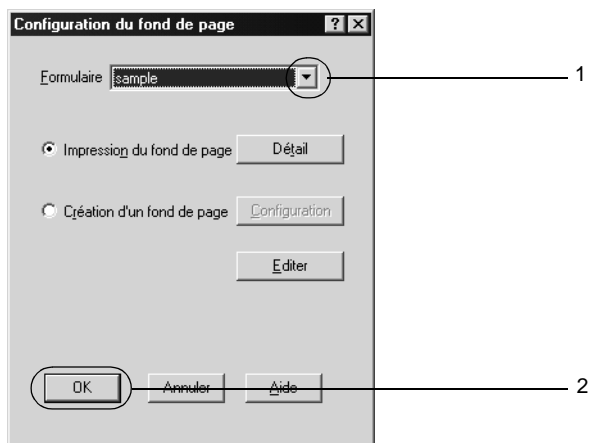 Configuration du fond de page
Formulaire sample
1
Impression du fond de page Détail
Création d'un fond de page Configuration
Editer
OK Annuler Aide
2